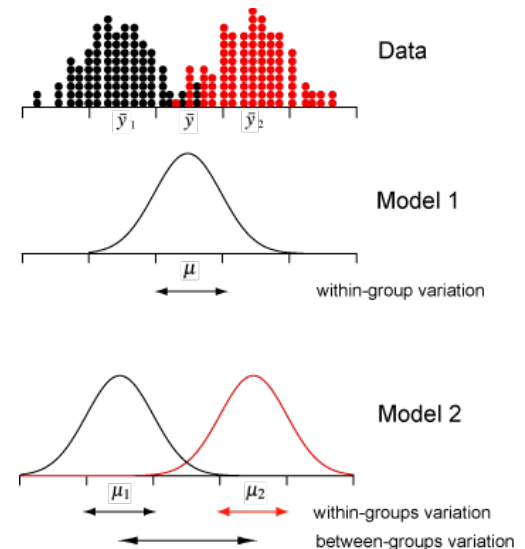 Data
ȳ₁ ȳ ȳ₂
Model 1
μ
within-group variation
Model 2
μ₁ μ₂
within-groups variation
between-groups variation